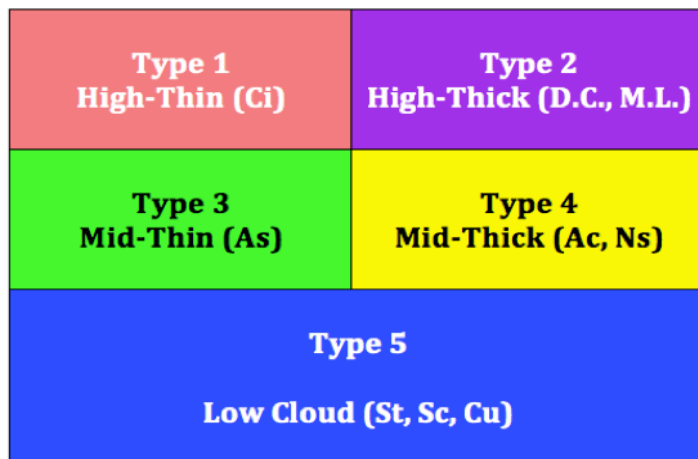 Type 1
High-Thin (Ci)
Type 2
High-Thick (D.C., M.L.)
Type 3
Mid-Thin (As)
Type 4
Mid-Thick (Ac, Ns)
Type 5
Low Cloud (St, Sc, Cu)